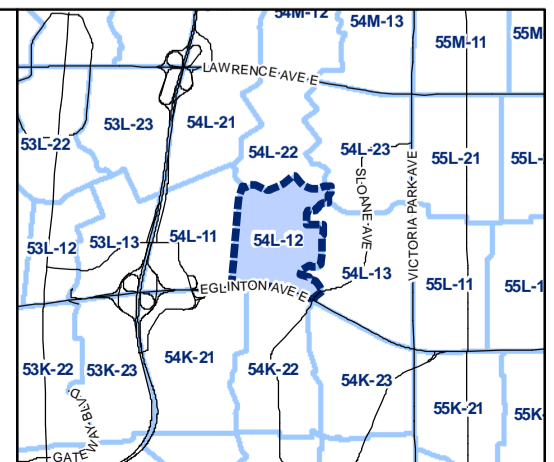 54M-12
54M-13
55M-11
55M
LAWRENCE AVE E
53L-23
54L-21
53L-22
54L-22
54L-23
55L-21
55L-
SLOANE AVE
VICTORIA PARK AVE
53L-12
53L-13
54L-11
54L-12
54L-13
55L-11
55L-1
EGLINTON AVE E
53K-22
53K-23
54K-21
54K-22
54K-23
55K-21
55K-
GATEWAY BLVD